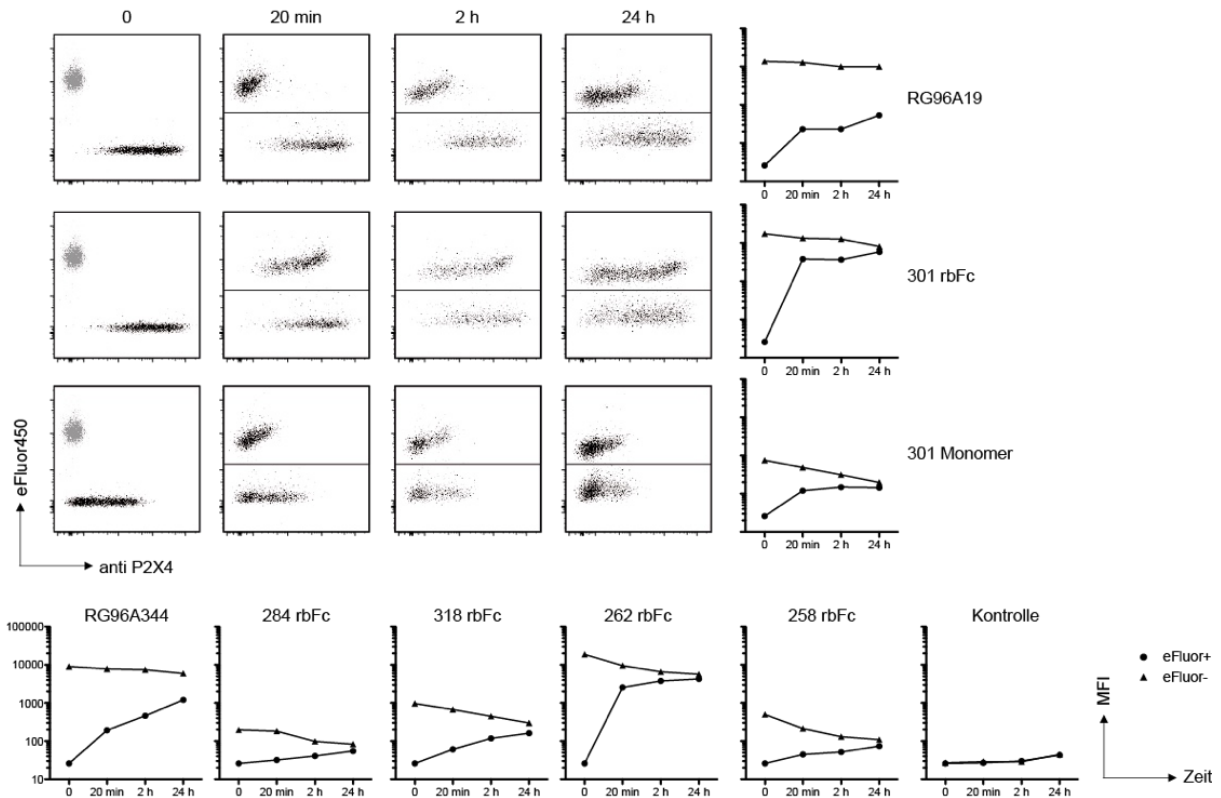 0 20 min 2 h 24 h
RG96A19
0 20 min 2 h 24 h
301 rbFc
0 20 min 2 h 24 h
301 Monomer
0 20 min 2 h 24 h
eFluor450
anti P2X4
RG96A344 284 rbFc 318 rbFc 262 rbFc 258 rbFc Kontrolle
100000
10000
1000
100
10
eFluor+
eFluor-
MFI
Zeit
0 20 min 2 h 24 h 0 20 min 2 h 24 h 0 20 min 2 h 24 h 0 20 min 2 h 24 h 0 20 min 2 h 24 h 0 20 min 2 h 24 h